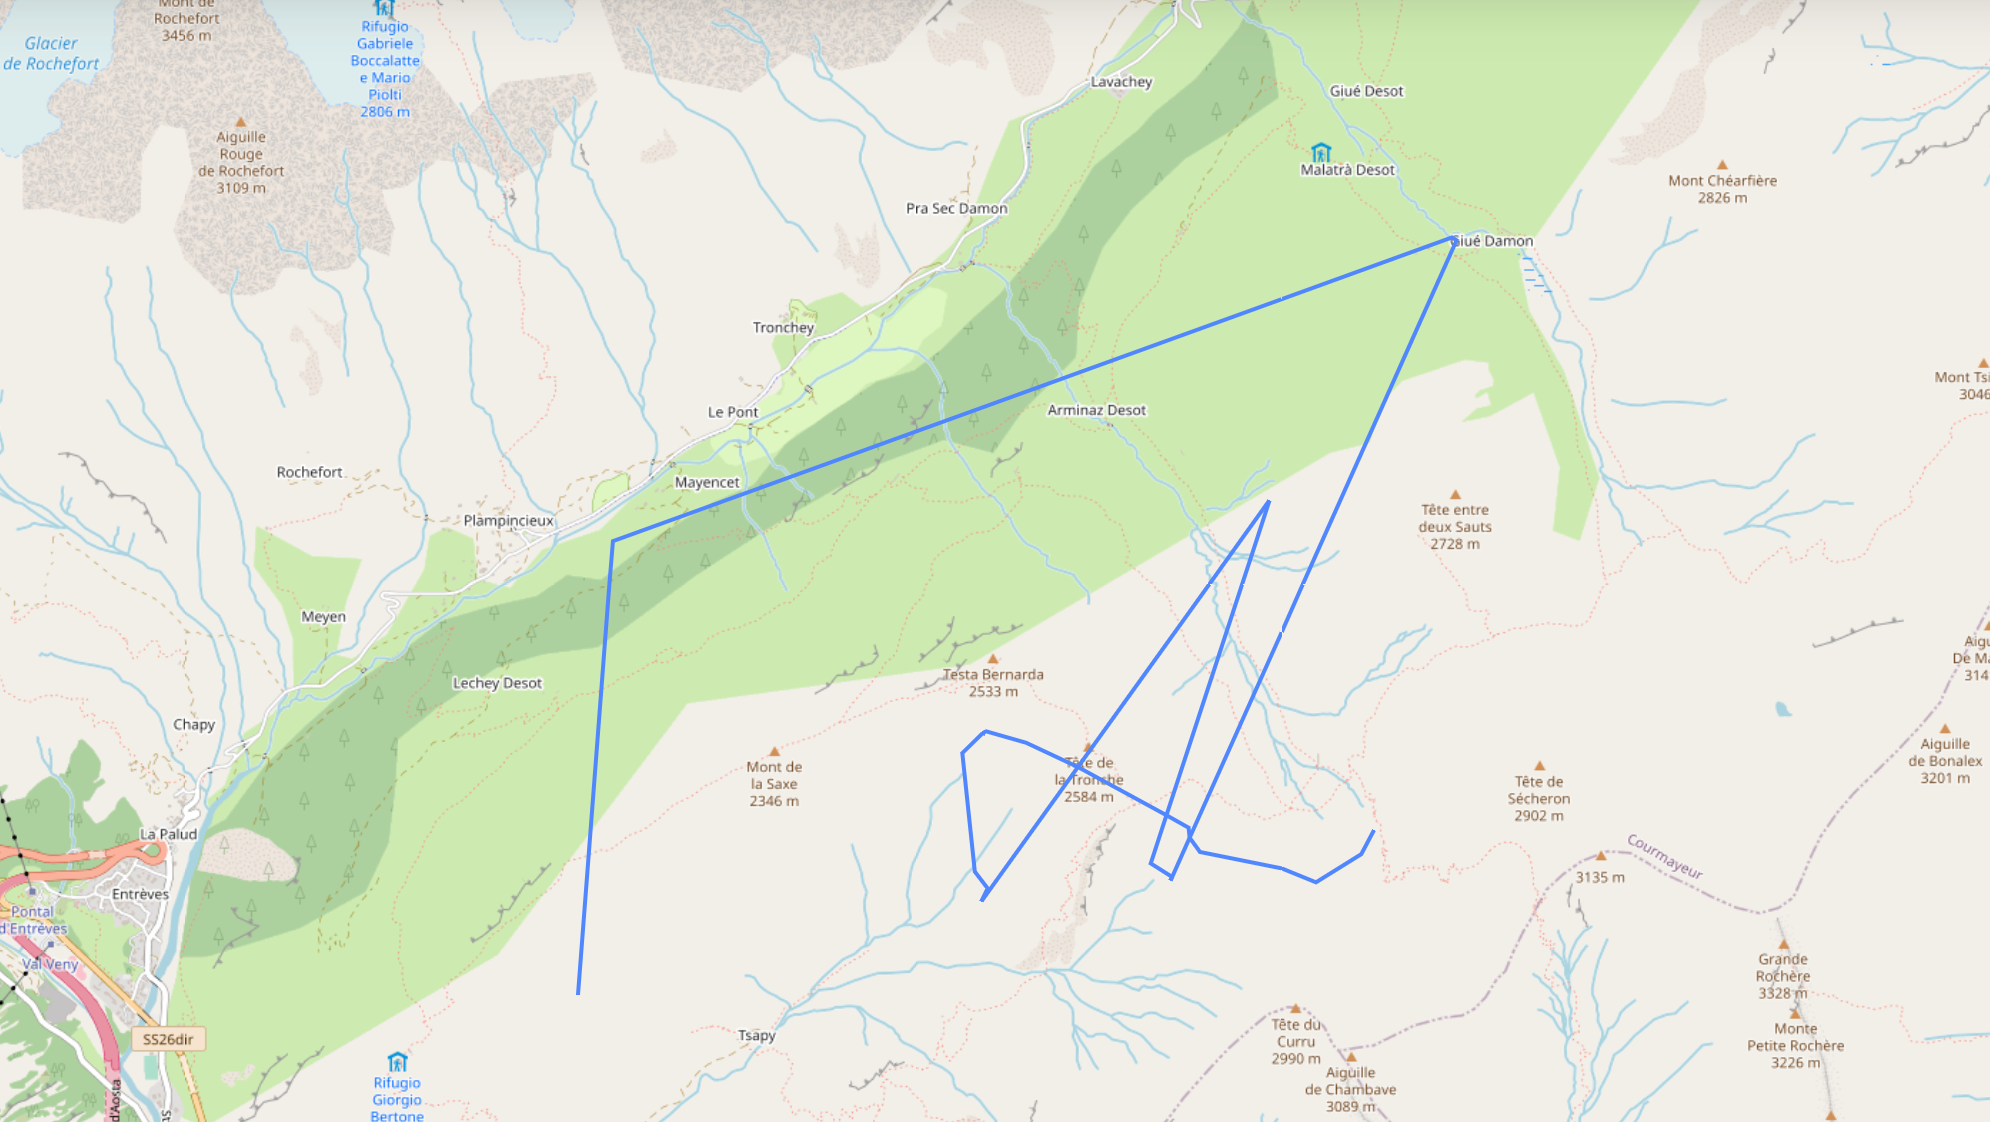 Mont de
Rochefort
3456 m
Glacier
de Rochefort
Rifugio
Gabriele
Boccalatte
e Mario
Piolti
2806 m
Aiguille
Rouge
de Rochefort
3109 m
Lavachey
Giué Desot
Malatrà Desot
Mont Chéarfière
2826 m
Pra Sec Damon
Giué Damon
Tronchey
Mont Tsi
3046
Le Pont
Arminaz Desot
Rochefort
Mayencet
Plampincieux
Tête entre
deux Sauts
2728 m
Meyen
Lechey Desot
Testa Bernarda
2533 m
Aigu
De Ma
314
Chapy
Mont de
la Saxe
2346 m
Tête de
la Tronche
2584 m
Tête de
Sécheron
2902 m
Aiguille
de Bonalex
3201 m
La Palud
Courmayeur
3135 m
Entrèves
Pontal
d'Entrèves
Val Veny
Grande
Rochère
3328 m
SS26dir
Tsapy
Tête du
Curru
2990 m
Monte
Petite Rochère
3226 m
Rifugio
Giorgio
Bertone
Aiguille
de Chambave
3089 m
d'Aosta